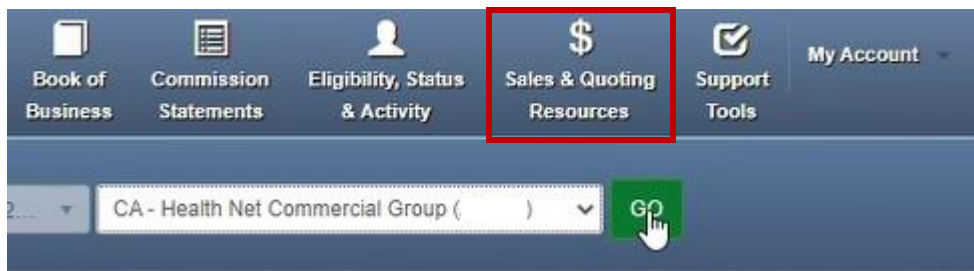 Book of
Business
Commission
Statements
Eligibility, Status
& Activity
$
Sales & Quoting
Resources
Support
Tools
My Account
2...
CA - Health Net Commercial Group ( )
GO